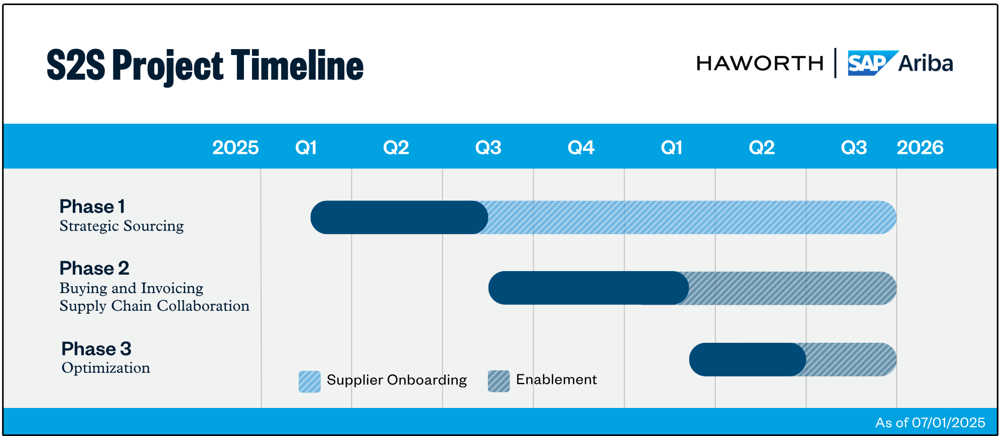 S2S Project Timeline
HAWORTH SAP Ariba
2025 Q1 Q2 Q3 Q4 Q1 Q2 Q3 2026
Phase 1
Strategic Sourcing
Phase 2
Buying and Invoicing
Supply Chain Collaboration
Phase 3
Optimization
Supplier Onboarding Enablement
As of 07/01/2025